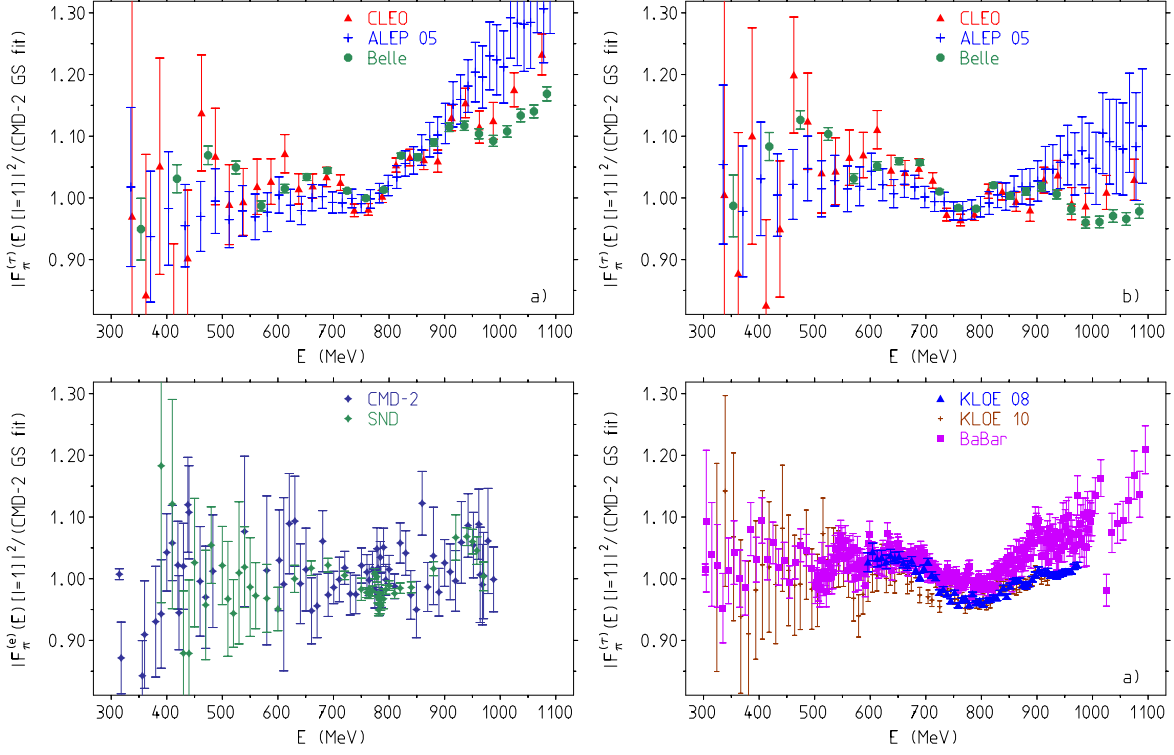 1.30
1.20
1.10
1.00
0.90
|F_π^(τ)(E)[I=1]|²/(CMD-2 GS fit)
CLEO
ALEP 05
Belle
a)
300 400 500 600 700 800 900 1000 1100
E (MeV)
1.30
1.20
1.10
1.00
0.90
|F_π^(τ)(E)[I=1]|²/(CMD-2 GS fit)
CLEO
ALEP 05
Belle
b)
300 400 500 600 700 800 900 1000 1100
E (MeV)
1.30
1.20
1.10
1.00
0.90
|F_π^(e)(E)[I=1]|²/(CMD-2 GS fit)
CMD-2
SND
300 400 500 600 700 800 900 1000 1100
E (MeV)
1.30
1.20
1.10
1.00
0.90
|F_π^(τ)(E)[I=1]|²/(CMD-2 GS fit)
KLOE 08
KLOE 10
BaBar
a)
300 400 500 600 700 800 900 1000 1100
E (MeV)